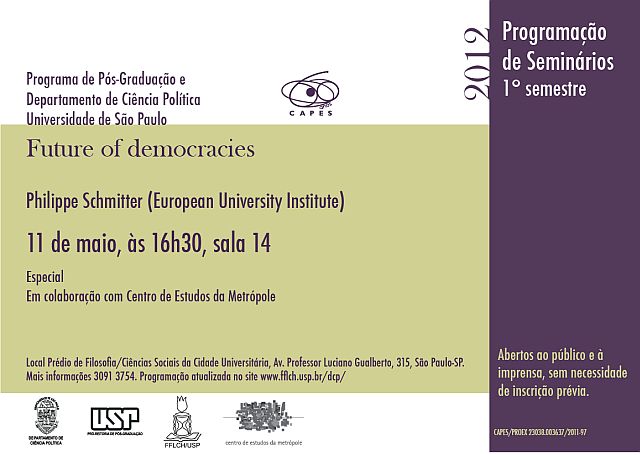 Programa de Pós-Graduação e
Departamento de Ciência Política
Universidade de São Paulo
CAPES
2012
Programação
de Seminários
1º semestre
Future of democracies
Philippe Schmitter (European University Institute)
11 de maio, às 16h30, sala 14
Especial
Em colaboração com Centro de Estudos da Metrópole
Local Prédio de Filosofia/Ciências Sociais da Cidade Universitária, Av. Professor Luciano Gualberto, 315, São Paulo-SP.
Mais informações 3091 3754. Programação atualizada no site www.fflch.usp.br/dcp/
Abertos ao público e à
imprensa, sem necessidade
de inscrição prévia.
CAPES/PROEX 23038.003637/2011-97
DEPARTAMENTO DE
CIÊNCIA POLÍTICA
USP
PRÓ-REITORIA DE PÓS-GRADUAÇÃO
FFLCH/USP
centro de estudos da metrópole